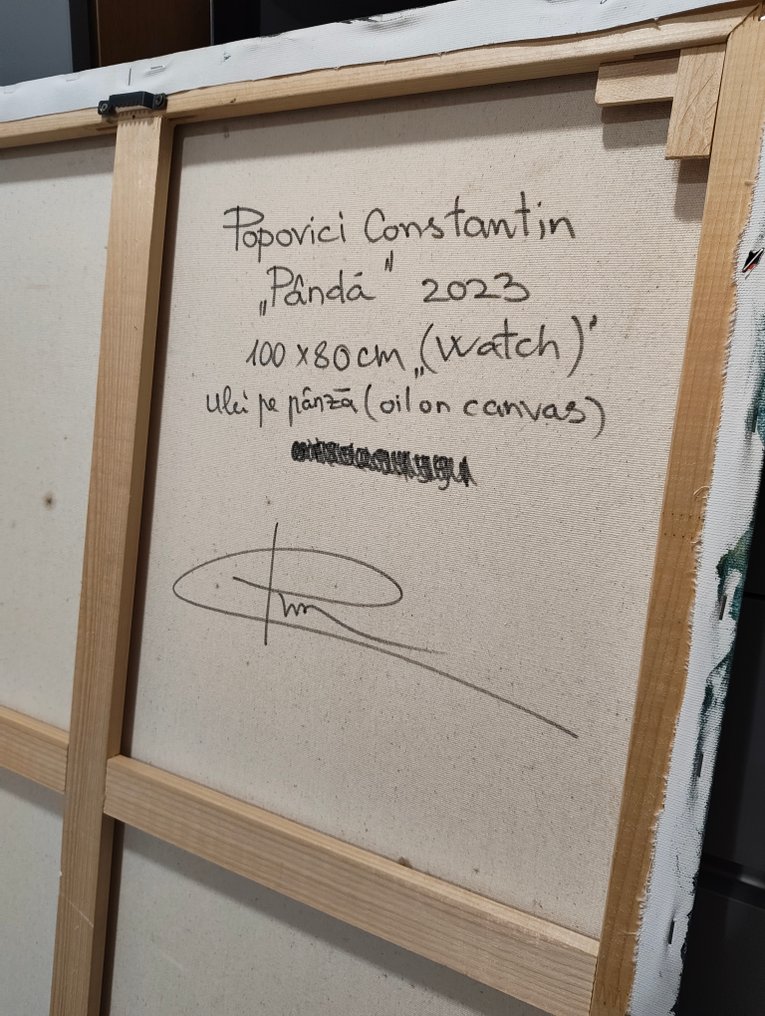 Popovici Constantin
„Pândă" 2023
100 x 80 cm „(Watch)"
ulei pe pânză (oil on canvas)